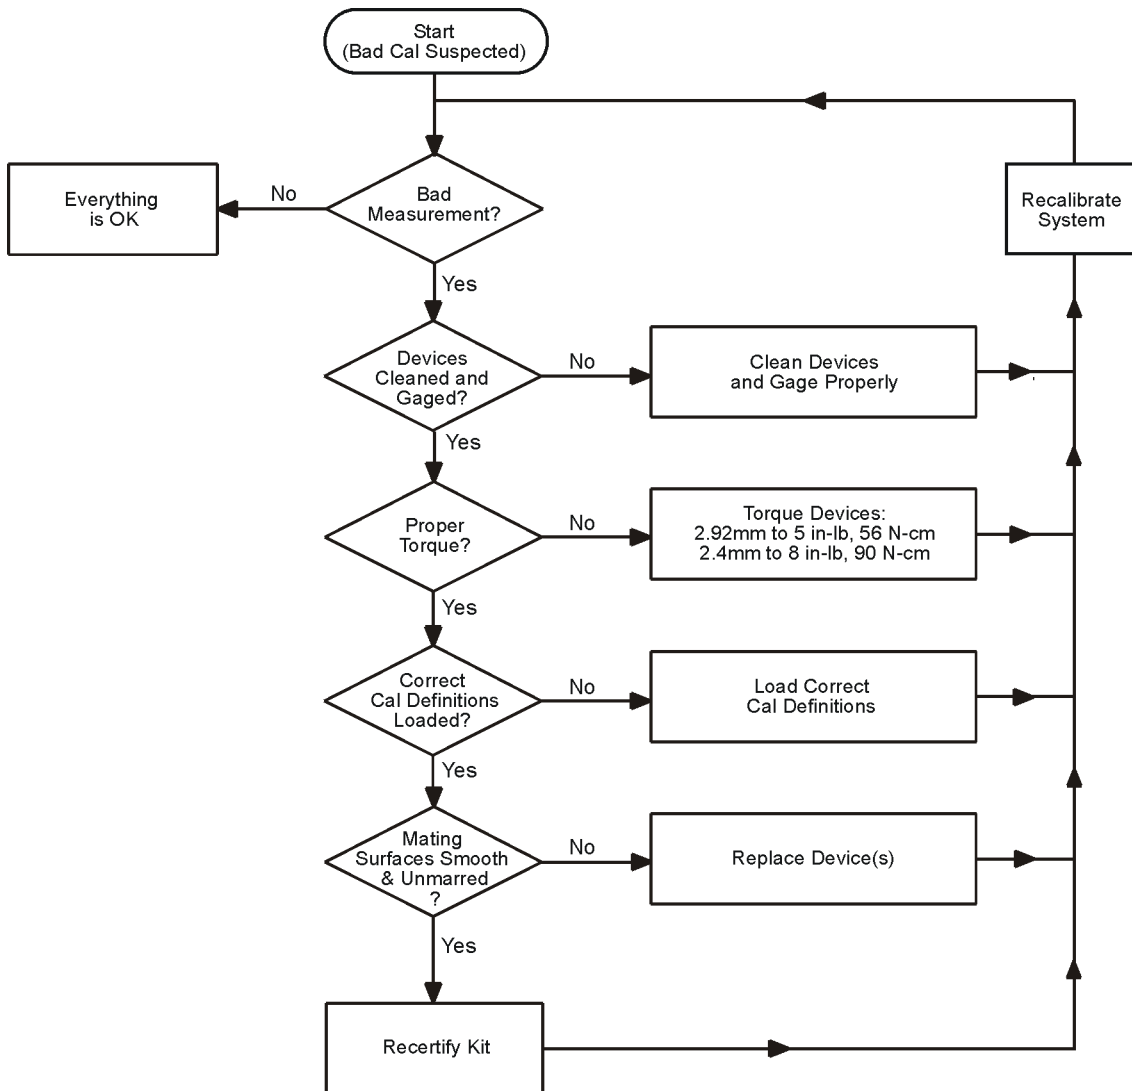 Start
(Bad Cal Suspected)
Bad
Measurement?
No
Everything
is OK
Recalibrate
System
Yes
Devices
Cleaned and
Gaged?
No
Clean Devices
and Gage Properly
Yes
Proper
Torque?
No
Torque Devices:
2.92mm to 5 in-lb, 56 N-cm
2.4mm to 8 in-lb, 90 N-cm
Yes
Correct
Cal Definitions
Loaded?
No
Load Correct
Cal Definitions
Yes
Mating
Surfaces Smooth
& Unmarred
?
No
Replace Device(s)
Yes
Recertify Kit